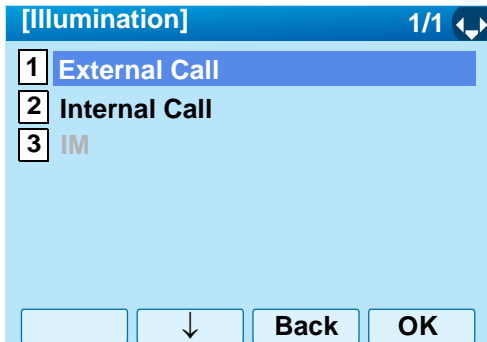 [Illumination] 1/1
1 External Call
2 Internal Call
3 IM
↓ Back OK